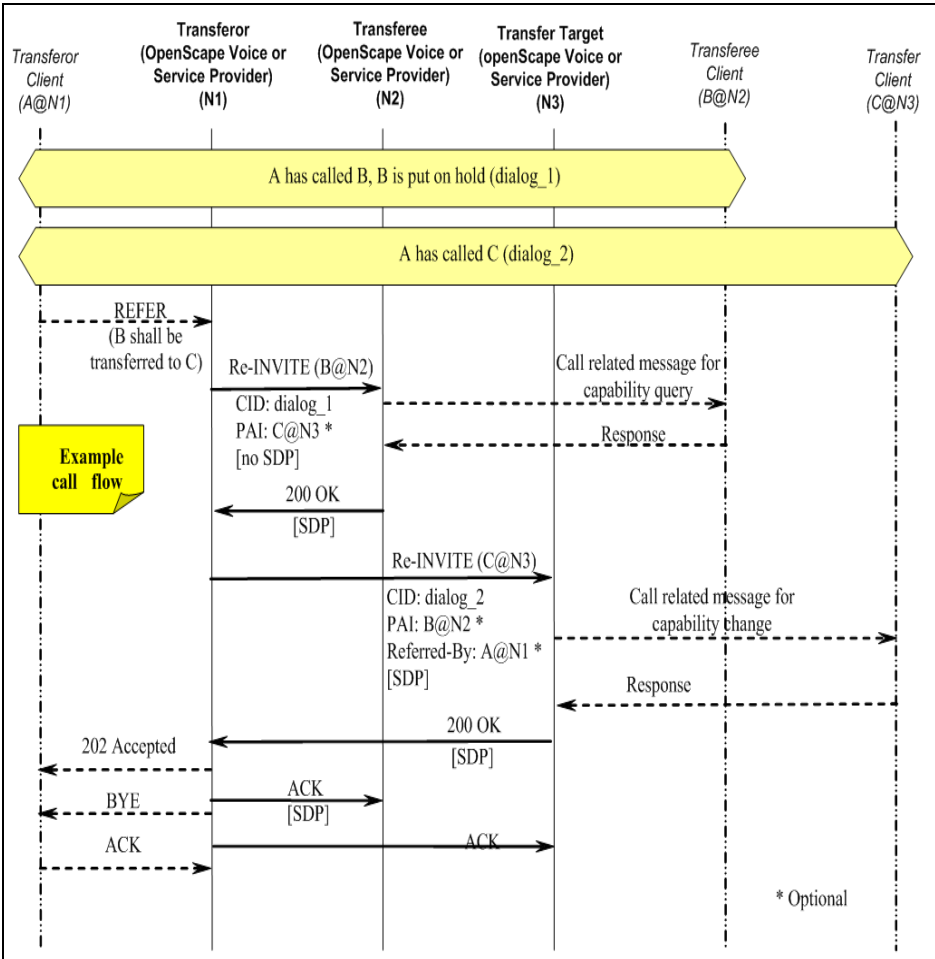 Transferor
Client
(A@N1)
Transferor
(OpenScape Voice or
Service Provider)
(N1)
Transferee
(OpenScape Voice or
Service Provider)
(N2)
Transfer Target
(openScape Voice or
Service Provider)
(N3)
Transferee
Client
(B@N2)
Transfer
Client
(C@N3)
A has called B, B is put on hold (dialog_1)
A has called C (dialog_2)
REFER
(B shall be
transferred to C)
Re-INVITE (B@N2)
CID: dialog_1
PAI: C@N3 *
[no SDP]
Call related message for
capability query
Response
Example
call flow
200 OK
[SDP]
Re-INVITE (C@N3)
CID: dialog_2
PAI: B@N2 *
Referred-By: A@N1 *
[SDP]
Call related message for
capability change
Response
200 OK
[SDP]
202 Accepted
BYE
ACK
[SDP]
ACK
ACK
* Optional